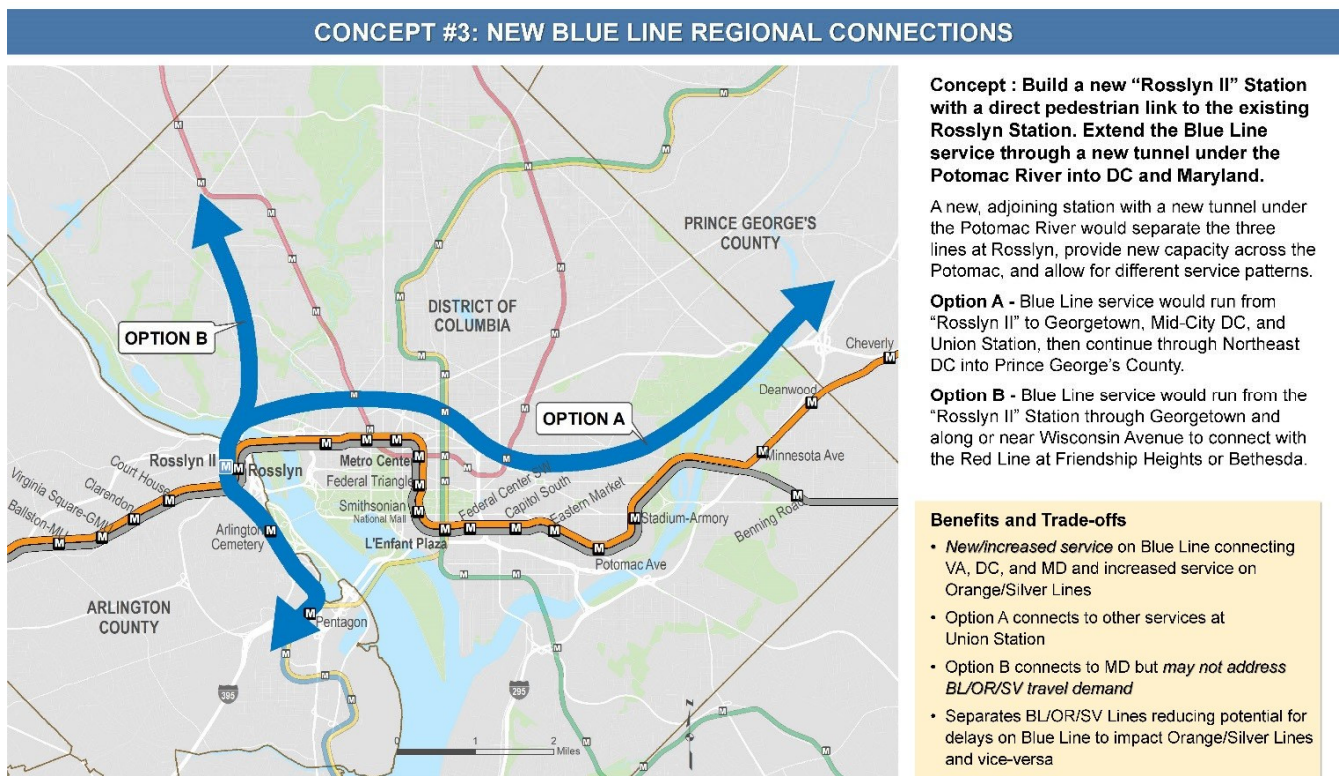 CONCEPT #3: NEW BLUE LINE REGIONAL CONNECTIONS
PRINCE GEORGE'S
COUNTY
DISTRICT OF
COLUMBIA
OPTION B
OPTION A
Cheverly
Deanwood
Minnesota Ave
Benning Road
Rosslyn II
Rosslyn
Court House
Clarendon
Virginia Square-GMU
Ballston-MU
Metro Center
Federal Triangle
Smithsonian
National Mall
L'Enfant Plaza
Federal Center SW
Capitol South
Eastern Market
Potomac Ave
Stadium-Armory
Arlington
Cemetery
ARLINGTON
COUNTY
Pentagon
395
295
N
0 1 2
Miles
Concept : Build a new “Rosslyn II” Station
with a direct pedestrian link to the existing
Rosslyn Station. Extend the Blue Line
service through a new tunnel under the
Potomac River into DC and Maryland.
A new, adjoining station with a new tunnel under
the Potomac River would separate the three
lines at Rosslyn, provide new capacity across the
Potomac, and allow for different service patterns.
Option A - Blue Line service would run from
“Rosslyn II” to Georgetown, Mid-City DC, and
Union Station, then continue through Northeast
DC into Prince George’s County.
Option B - Blue Line service would run from the
“Rosslyn II” Station through Georgetown and
along or near Wisconsin Avenue to connect with
the Red Line at Friendship Heights or Bethesda.
Benefits and Trade-offs
• New/increased service on Blue Line connecting
VA, DC, and MD and increased service on
Orange/Silver Lines
• Option A connects to other services at
Union Station
• Option B connects to MD but may not address
BL/OR/SV travel demand
• Separates BL/OR/SV Lines reducing potential for
delays on Blue Line to impact Orange/Silver Lines
and vice-versa